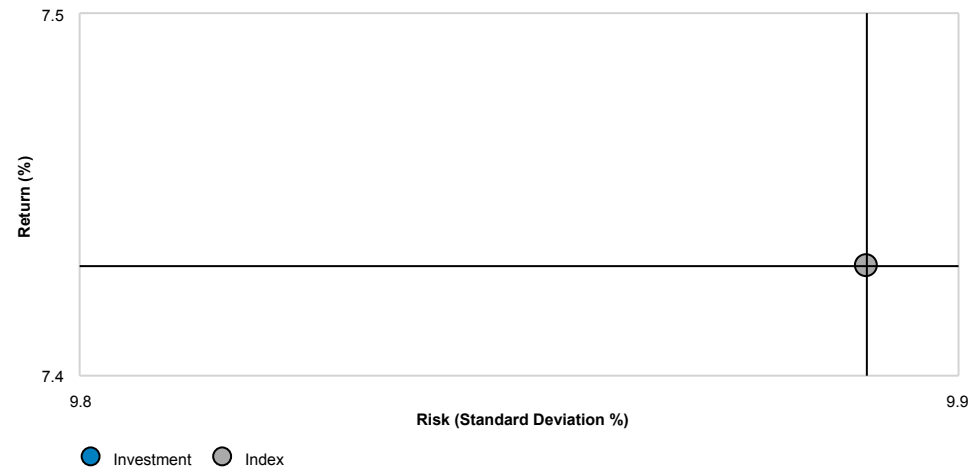 7.5
Return (%)
7.4
9.8
9.9
Risk (Standard Deviation %)
Investment
Index